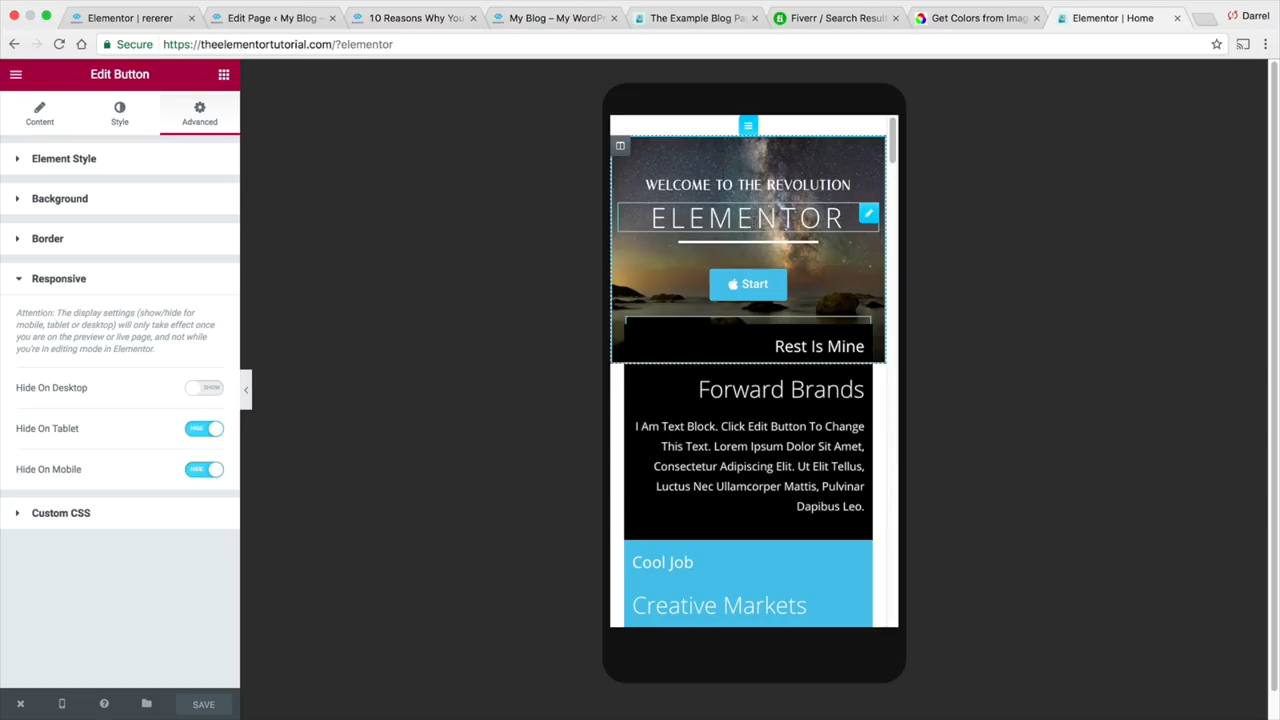 Elementor | rererer
Edit Page ‹ My Blog —
10 Reasons Why You
My Blog – My WordP
The Example Blog Pa
Fiverr / Search Resul
Get Colors from Imag
Elementor | Home
Darrel
Secure
https://theelementortutorial.com/?elementor
Edit Button
Content
Style
Advanced
Element Style
Background
Border
Responsive
Attention: The display settings (show/hide for
mobile, tablet or desktop) will only take effect once
you are on the preview or live page, and not while
you're in editing mode in Elementor.
Hide On Desktop
SHOW
Hide On Tablet
HIDE
Hide On Mobile
HIDE
Custom CSS
SAVE
WELCOME TO THE REVOLUTION
ELEMENTOR
Start
Rest Is Mine
Forward Brands
I Am Text Block. Click Edit Button To Change
This Text. Lorem Ipsum Dolor Sit Amet,
Consectetur Adipiscing Elit. Ut Elit Tellus,
Luctus Nec Ullamcorper Mattis, Pulvinar
Dapibus Leo.
Cool Job
Creative Markets